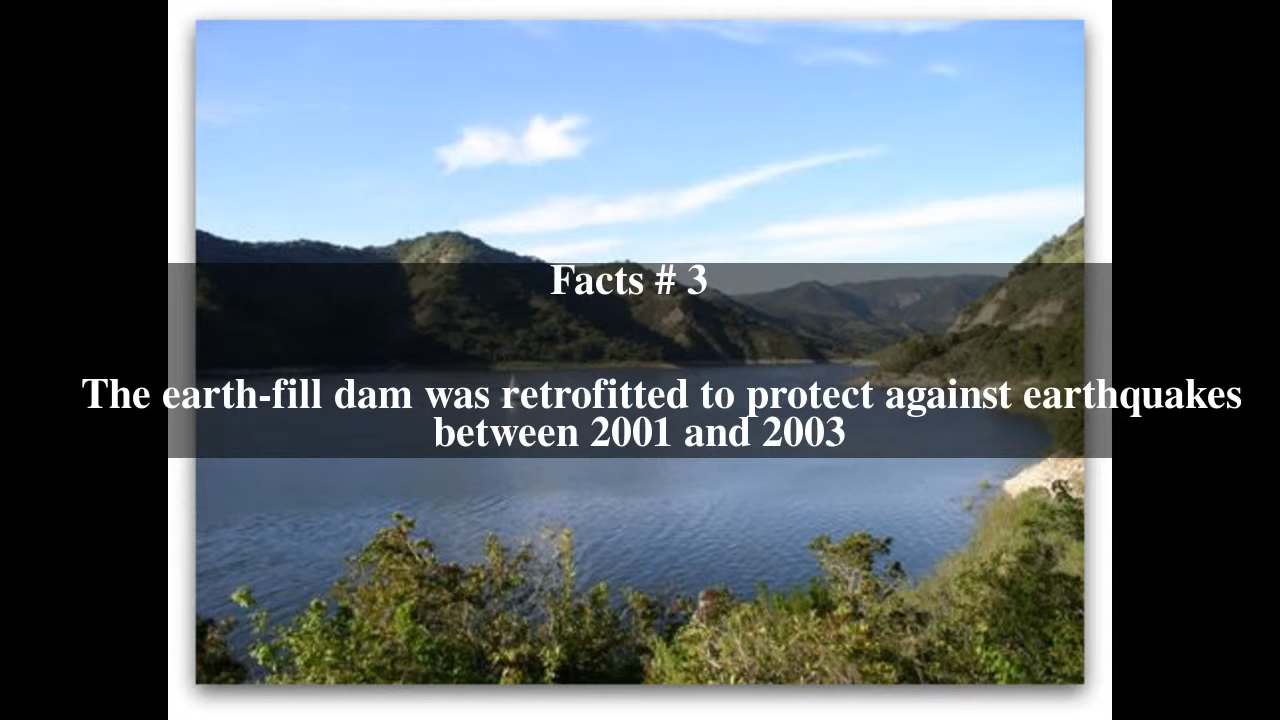 Facts # 3
The earth-fill dam was retrofitted to protect against earthquakes
between 2001 and 2003